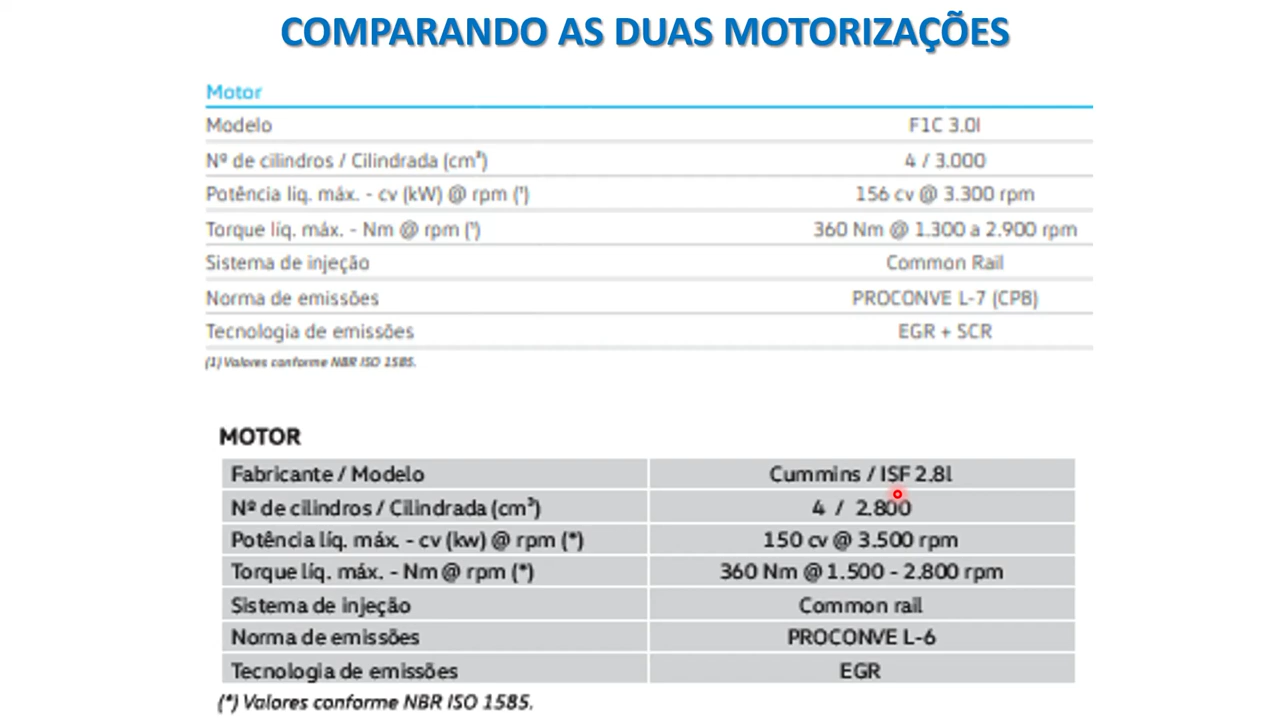 COMPARANDO AS DUAS MOTORIZAÇÕES
Motor
Modelo F1C 3.0l
Nº de cilindros / Cilindrada (cm³) 4 / 3.000
Potência liq. máx. - cv (kW) @ rpm (¹) 156 cv @ 3.300 rpm
Torque líq. máx. - Nm @ rpm (¹) 360 Nm @ 1.300 a 2.900 rpm
Sistema de injeção Common Rail
Norma de emissões PROCONVE L-7 (CP8)
Tecnologia de emissões EGR + SCR
(1) Valores conforme NBR ISO 1585.
MOTOR
Fabricante / Modelo Cummins / ISF 2.8l
Nº de cilindros / Cilindrada (cm³) 4 / 2.800
Potência líq. máx. - cv (kw) @ rpm (*) 150 cv @ 3.500 rpm
Torque líq. máx. - Nm @ rpm (*) 360 Nm @ 1.500 - 2.800 rpm
Sistema de injeção Common rail
Norma de emissões PROCONVE L-6
Tecnologia de emissões EGR
(*) Valores conforme NBR ISO 1585.